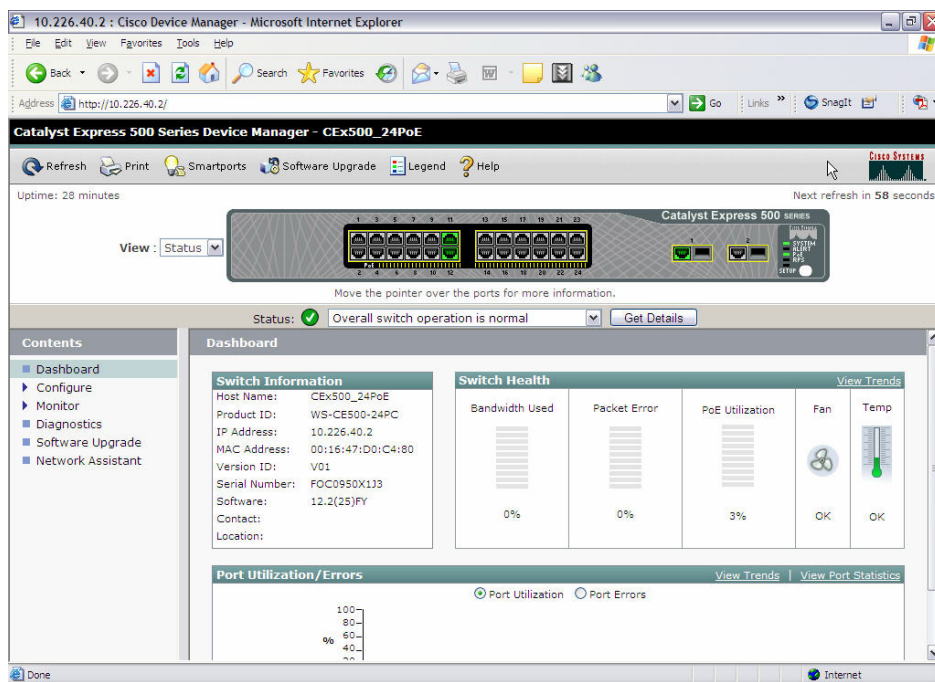 10.226.40.2 : Cisco Device Manager - Microsoft Internet Explorer
File Edit View Favorites Tools Help
Back Search Favorites
Address http://10.226.40.2/ Go Links » SnagIt
Catalyst Express 500 Series Device Manager - CEx500_24PoE
Refresh Print Smartports Software Upgrade Legend Help CISCO SYSTEMS
Uptime: 28 minutes Next refresh in 58 seconds
Catalyst Express 500 SERIES
1 3 5 7 9 11 13 15 17 19 21 23
1 2
View : Status
SYSTEM
ALERT
PoE
RPS
SETUP
PoE
2 4 6 8 10 12 14 16 18 20 22 24
Move the pointer over the ports for more information.
Status: Overall switch operation is normal Get Details
Contents
Dashboard
Configure
Monitor
Diagnostics
Software Upgrade
Network Assistant
Dashboard
Switch Information
Host Name: CEx500_24PoE
Product ID: WS-CE500-24PC
IP Address: 10.226.40.2
MAC Address: 00:16:47:D0:C4:80
Version ID: V01
Serial Number: FOC0950X1J3
Software: 12.2(25)FY
Contact:
Location:
Switch Health View Trends
Bandwidth Used Packet Error PoE Utilization Fan Temp
0% 0% 3% OK OK
Port Utilization/Errors View Trends | View Port Statistics
Port Utilization Port Errors
100
80
% 60
40
20
Done Internet